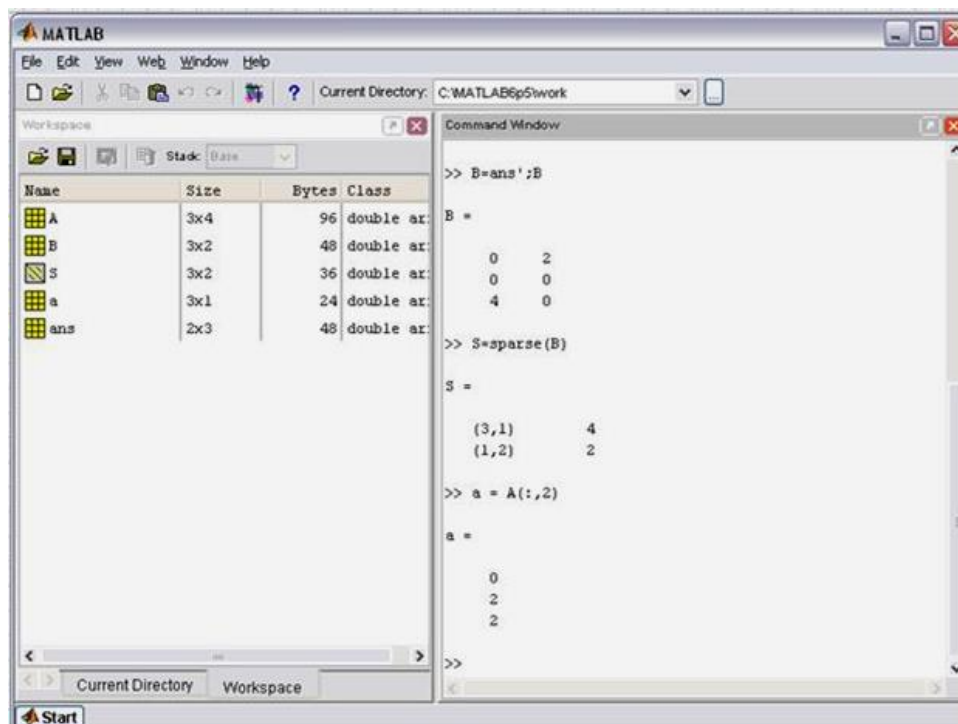 MATLAB
File Edit View Web Window Help
Current Directory: C:\MATLAB6p5\work
Workspace
Stack: Base
Name Size Bytes Class
A 3x4 96 double ar
B 3x2 48 double ar
S 3x2 36 double ar
a 3x1 24 double ar
ans 2x3 48 double ar
Current Directory Workspace
Command Window
>> B=ans';B
B =
0 2
0 0
4 0
>> S=sparse(B)
S =
(3,1) 4
(1,2) 2
>> a = A(:,2)
a =
0
2
2
>>
Start